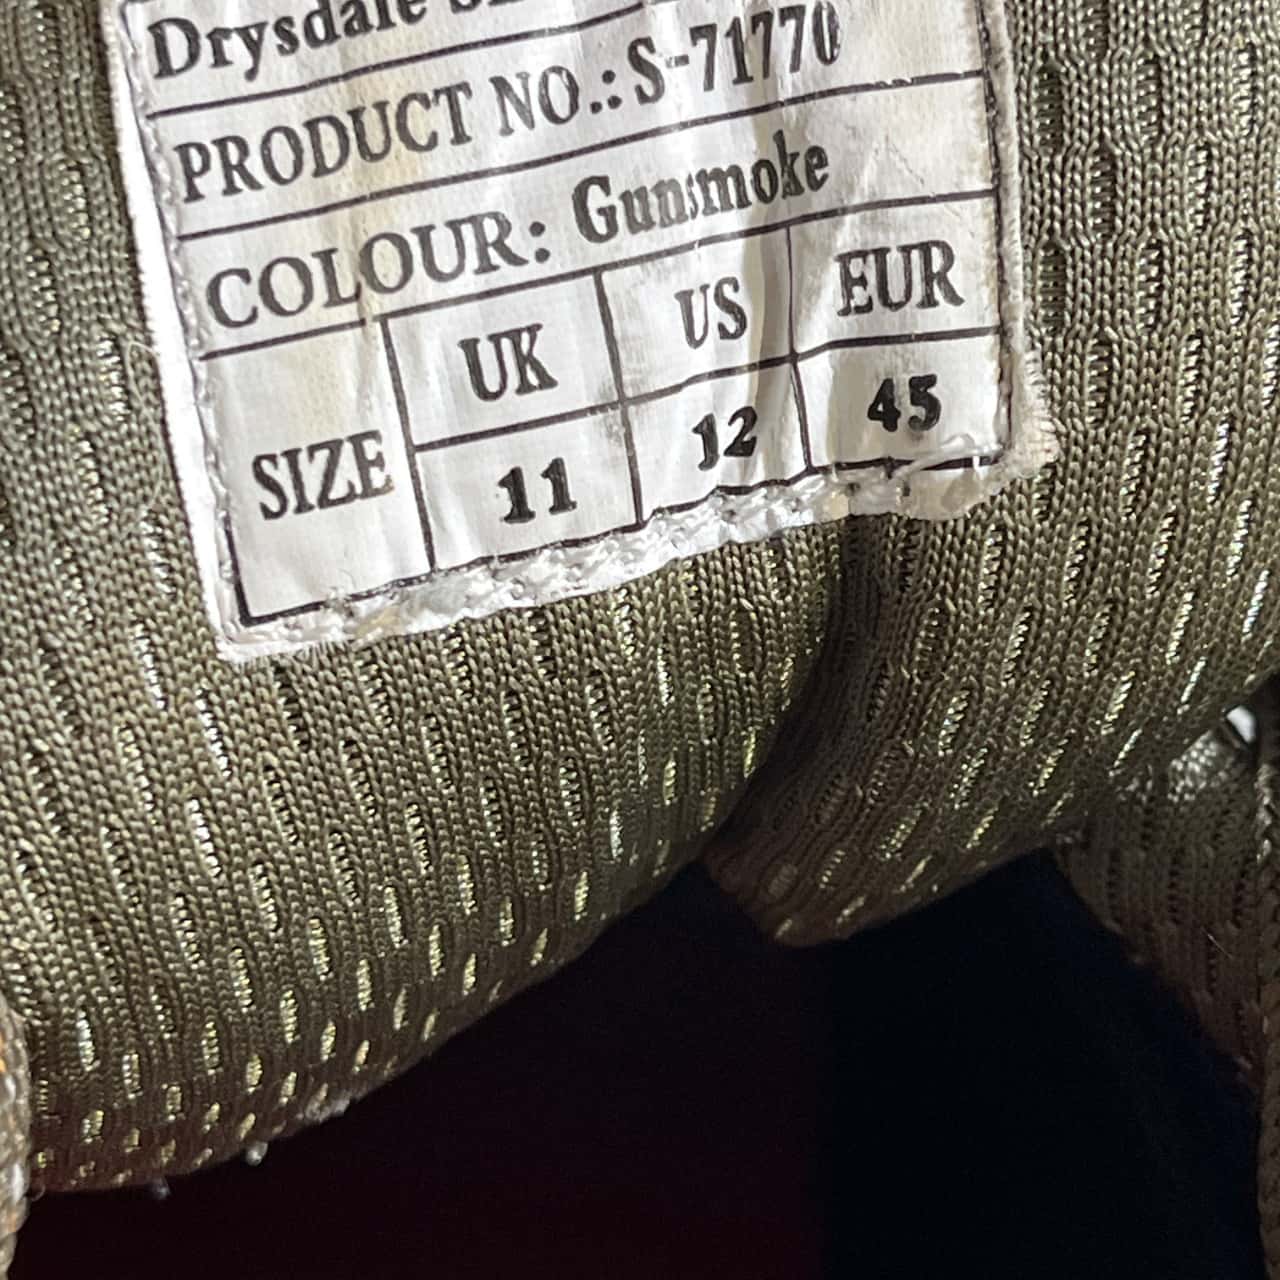 Drysdale
PRODUCT NO.: S-71770
COLOUR: Gunsmoke
SIZE UK US EUR
11 12 45